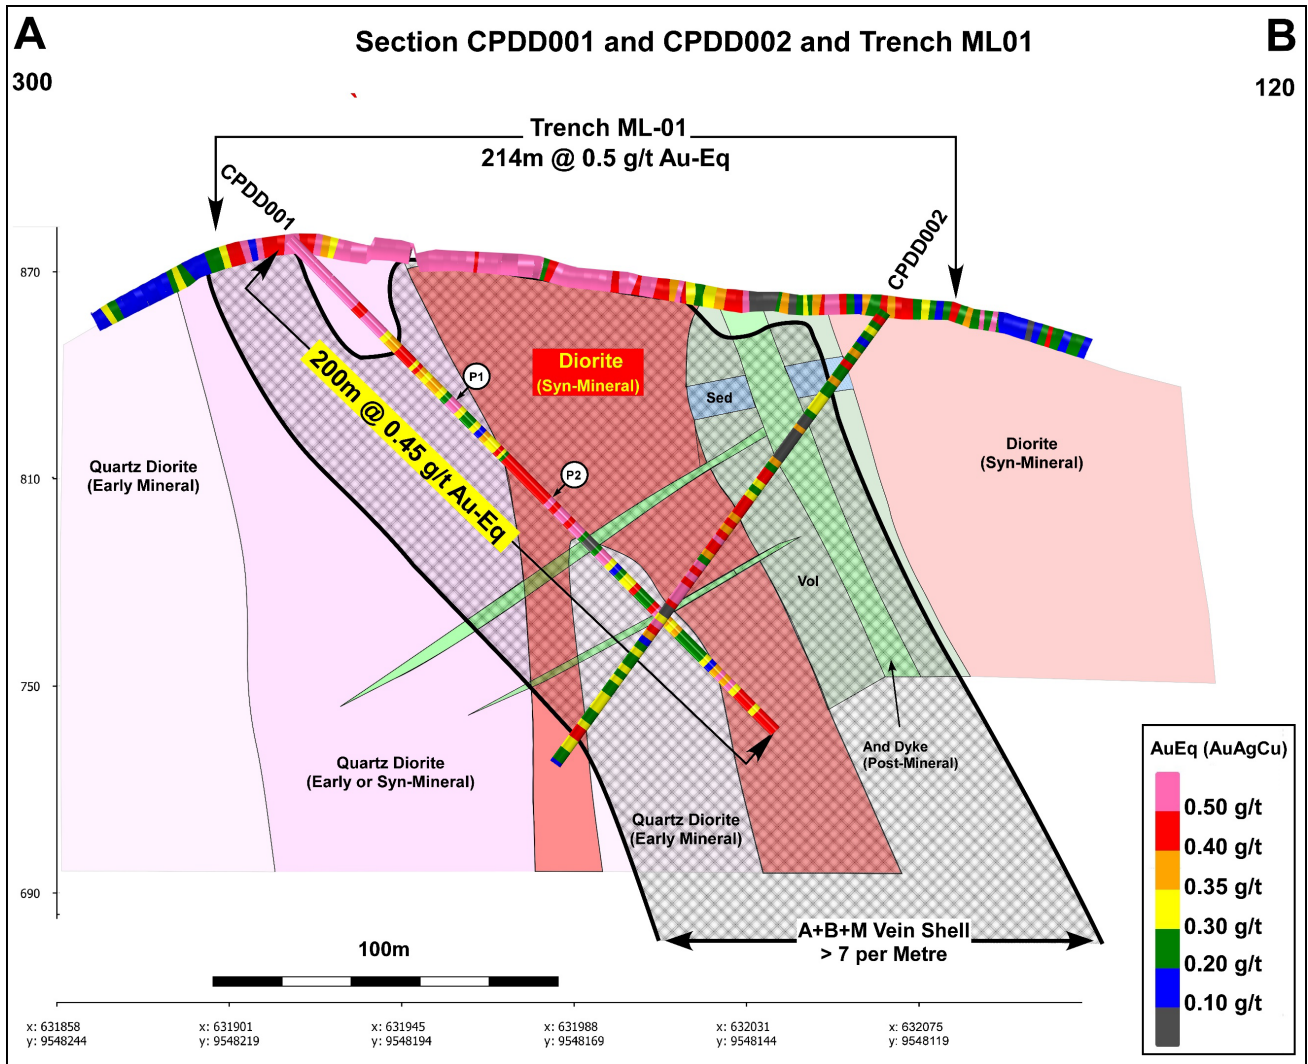 A
Section CPDD001 and CPDD002 and Trench ML01
B
300
120
Trench ML-01
214m @ 0.5 g/t Au-Eq
CPDD001
CPDD002
870
810
750
690
Diorite
(Syn-Mineral)
P1
P2
Sed
200m @ 0.45 g/t Au-Eq
Quartz Diorite
(Early Mineral)
Diorite
(Syn-Mineral)
Vol
Quartz Diorite
(Early or Syn-Mineral)
And Dyke
(Post-Mineral)
Quartz Diorite
(Early Mineral)
A+B+M Vein Shell
> 7 per Metre
AuEq (AuAgCu)
0.50 g/t
0.40 g/t
0.35 g/t
0.30 g/t
0.20 g/t
0.10 g/t
100m
x: 631858
y: 9548244
x: 631901
y: 9548219
x: 631945
y: 9548194
x: 631988
y: 9548169
x: 632031
y: 9548144
x: 632075
y: 9548119